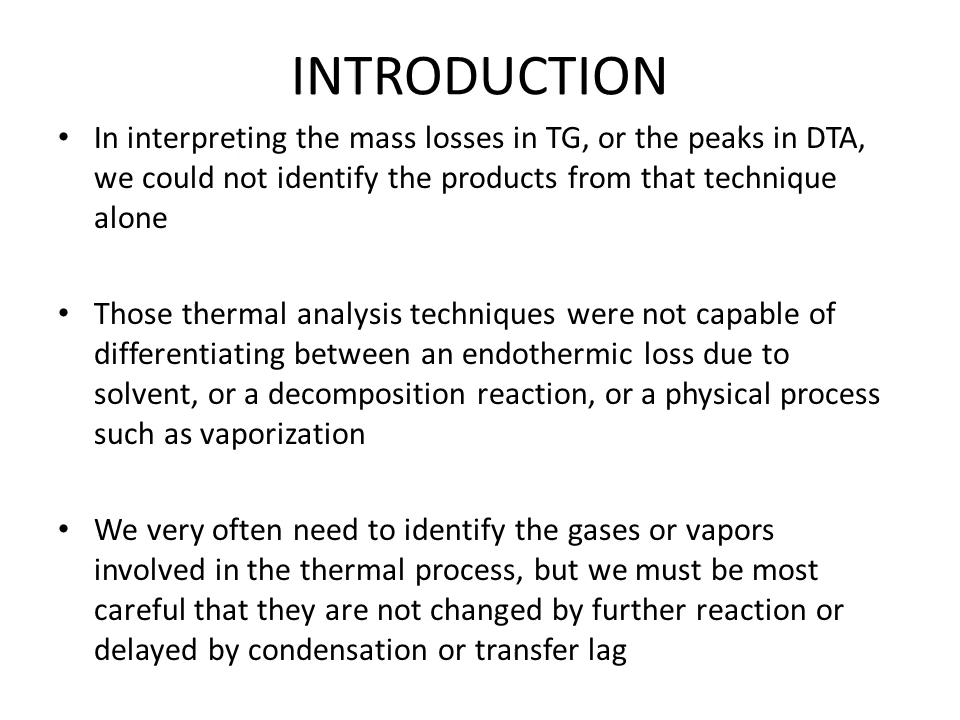 INTRODUCTION
• In interpreting the mass losses in TG, or the peaks in DTA,
we could not identify the products from that technique
alone
• Those thermal analysis techniques were not capable of
differentiating between an endothermic loss due to
solvent, or a decomposition reaction, or a physical process
such as vaporization
• We very often need to identify the gases or vapors
involved in the thermal process, but we must be most
careful that they are not changed by further reaction or
delayed by condensation or transfer lag